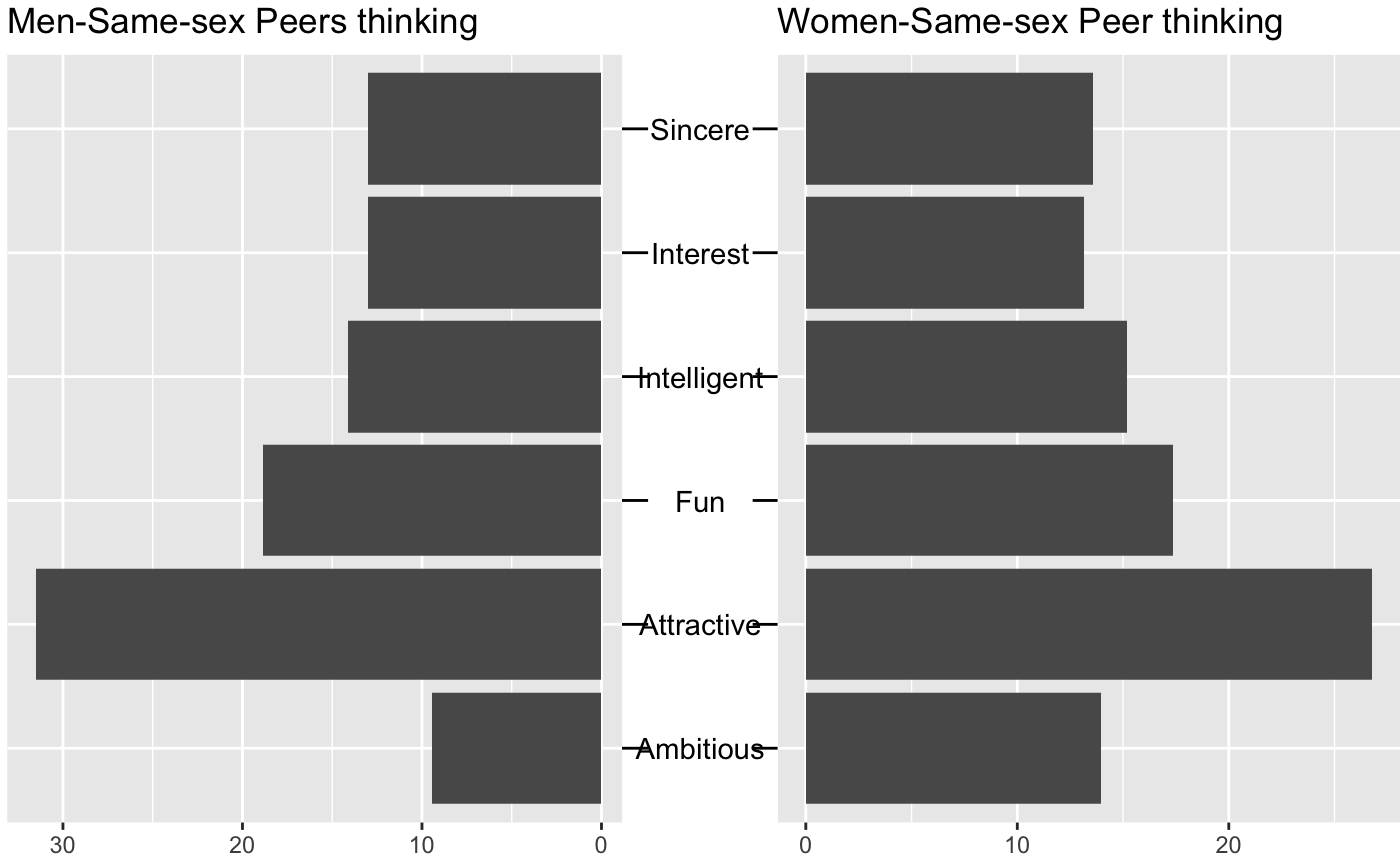 Men-Same-sex Peers thinking
Women-Same-sex Peer thinking
Sincere
Interest
Intelligent
Fun
Attractive
Ambitious
30 20 10 0
0 10 20